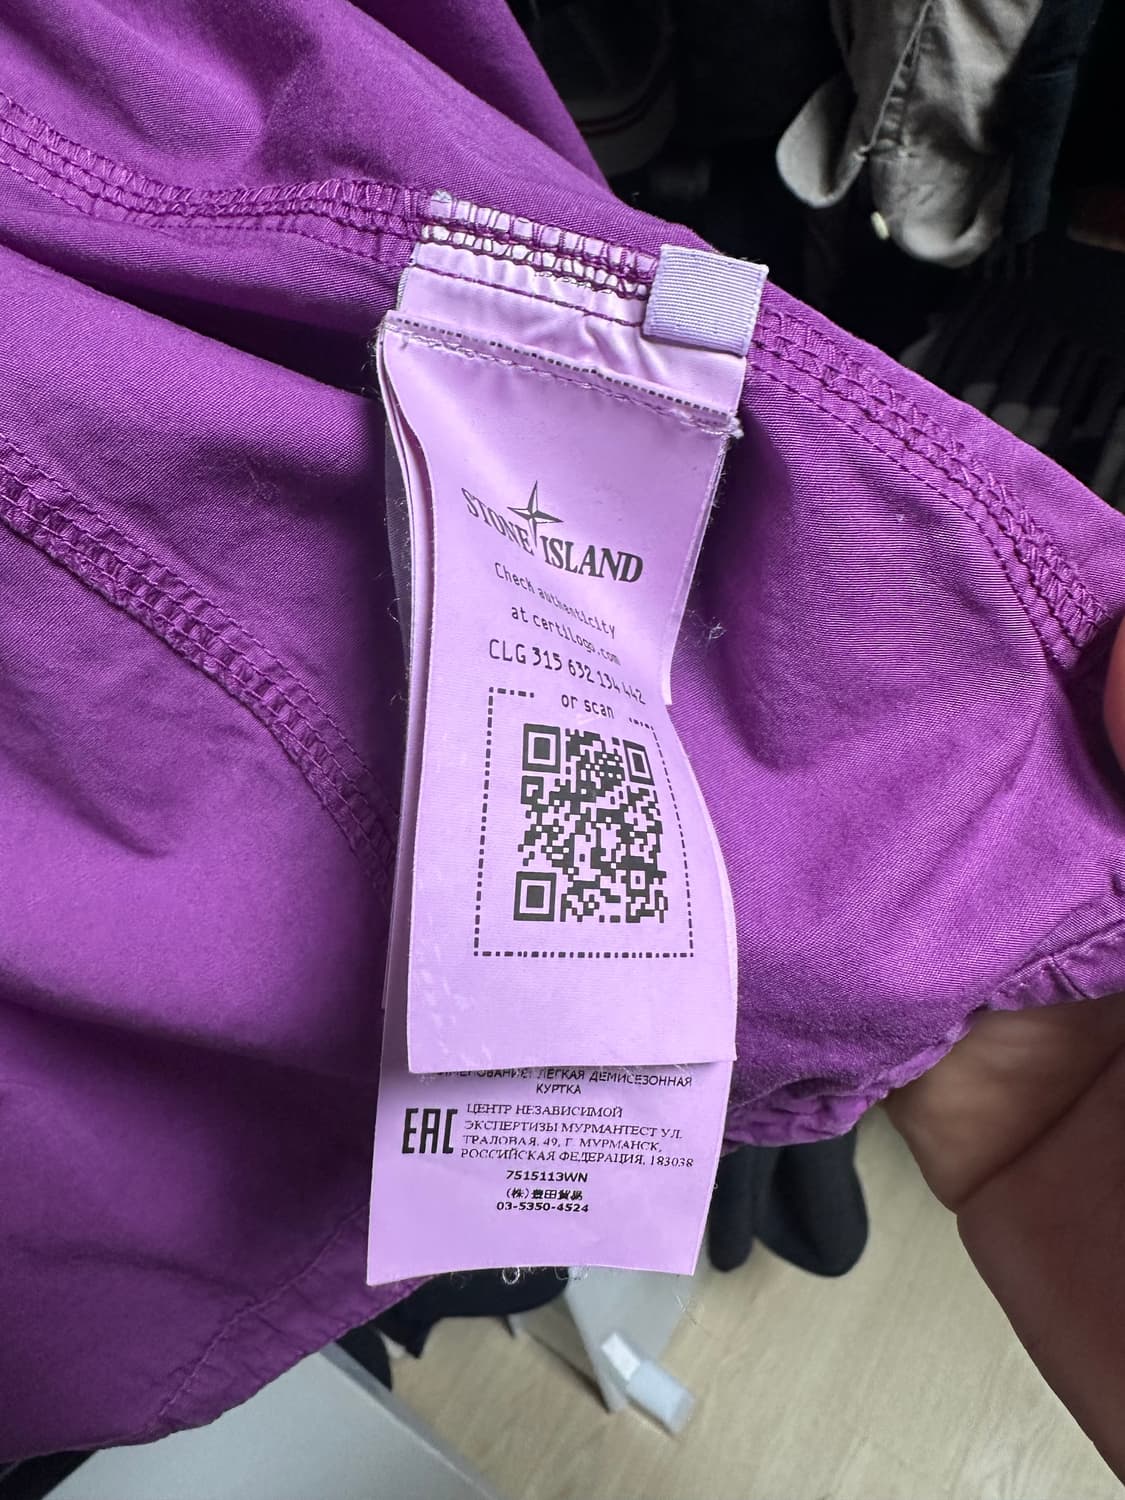 STONE ISLAND
Check authenticity
at certilogo.com
CLG 315 632 134 442
or scan
ЛЕГКАЯ ДЕМИСЕЗОННАЯ
КУРТКА
EAC
ЦЕНТР НЕЗАВИСИМОЙ
ЭКСПЕРТИЗЫ МУРМАНТЕСТ УЛ.
ТРАЛОВАЯ, 49, Г. МУРМАНСК,
РОССИЙСКАЯ ФЕДЕРАЦИЯ, 183038
7515113WN
(株)豊田貿易
03-5350-4524